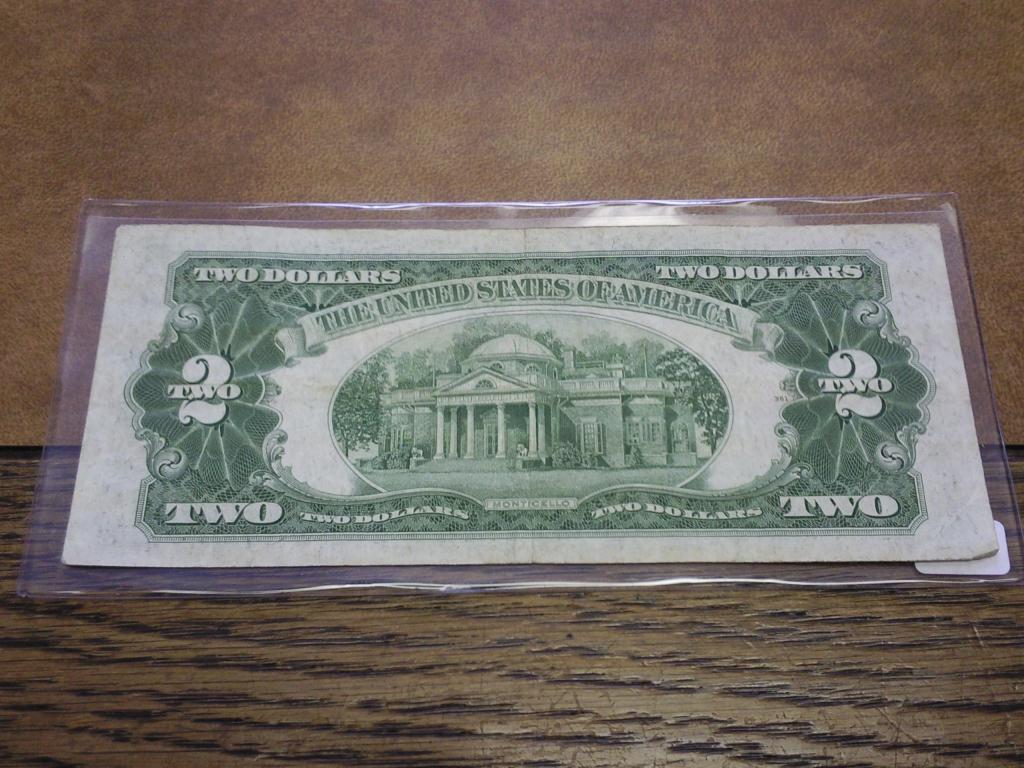 TWO DOLLARS TWO DOLLARS
THE UNITED STATES OF AMERICA
2 2
TWO TWO
MONTICELLO
TWO TWO DOLLARS TWO DOLLARS TWO